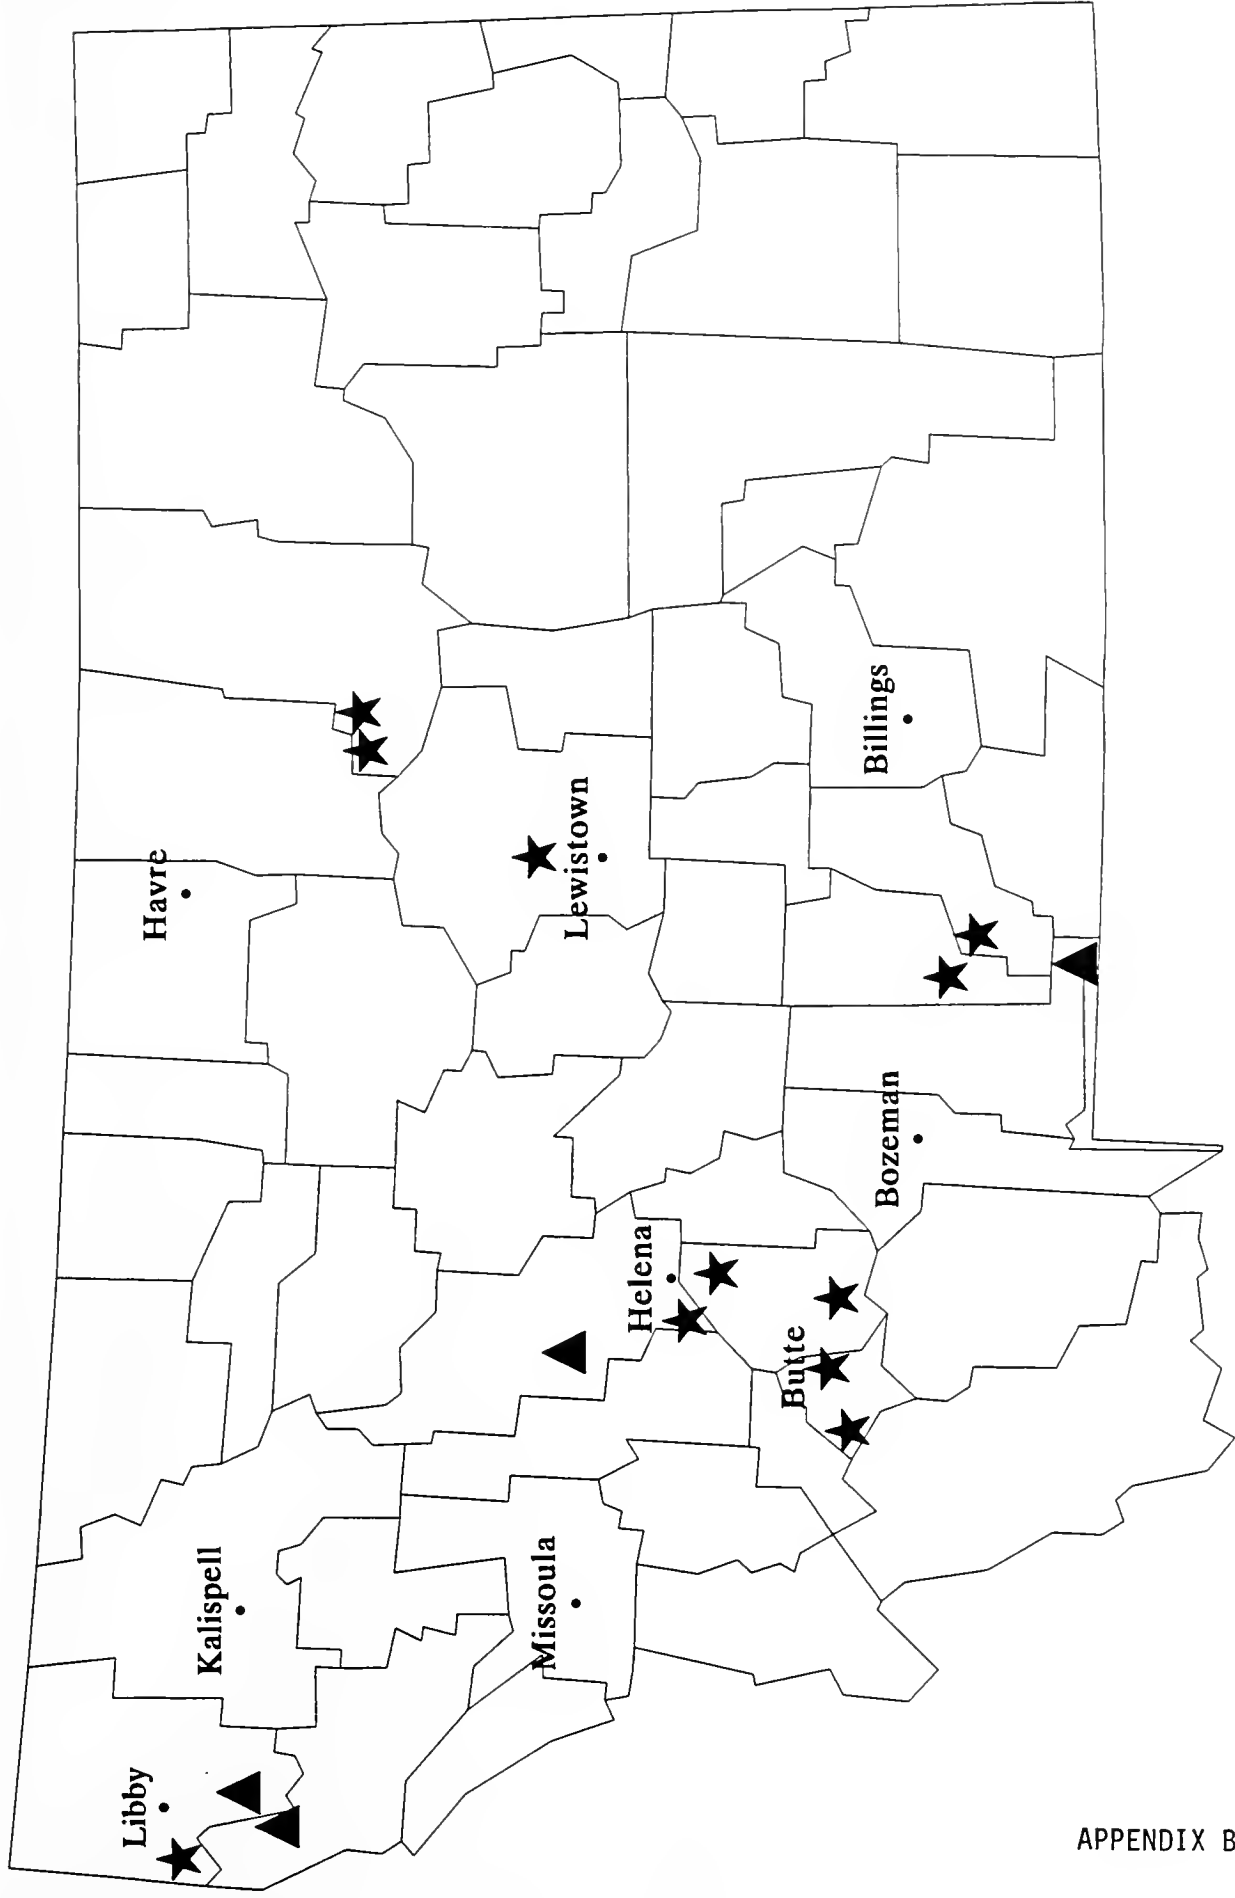 Libby
Kalispell
Missoula
Helena
Butte
Bozeman
Havre
Lewistown
Billings
APPENDIX B